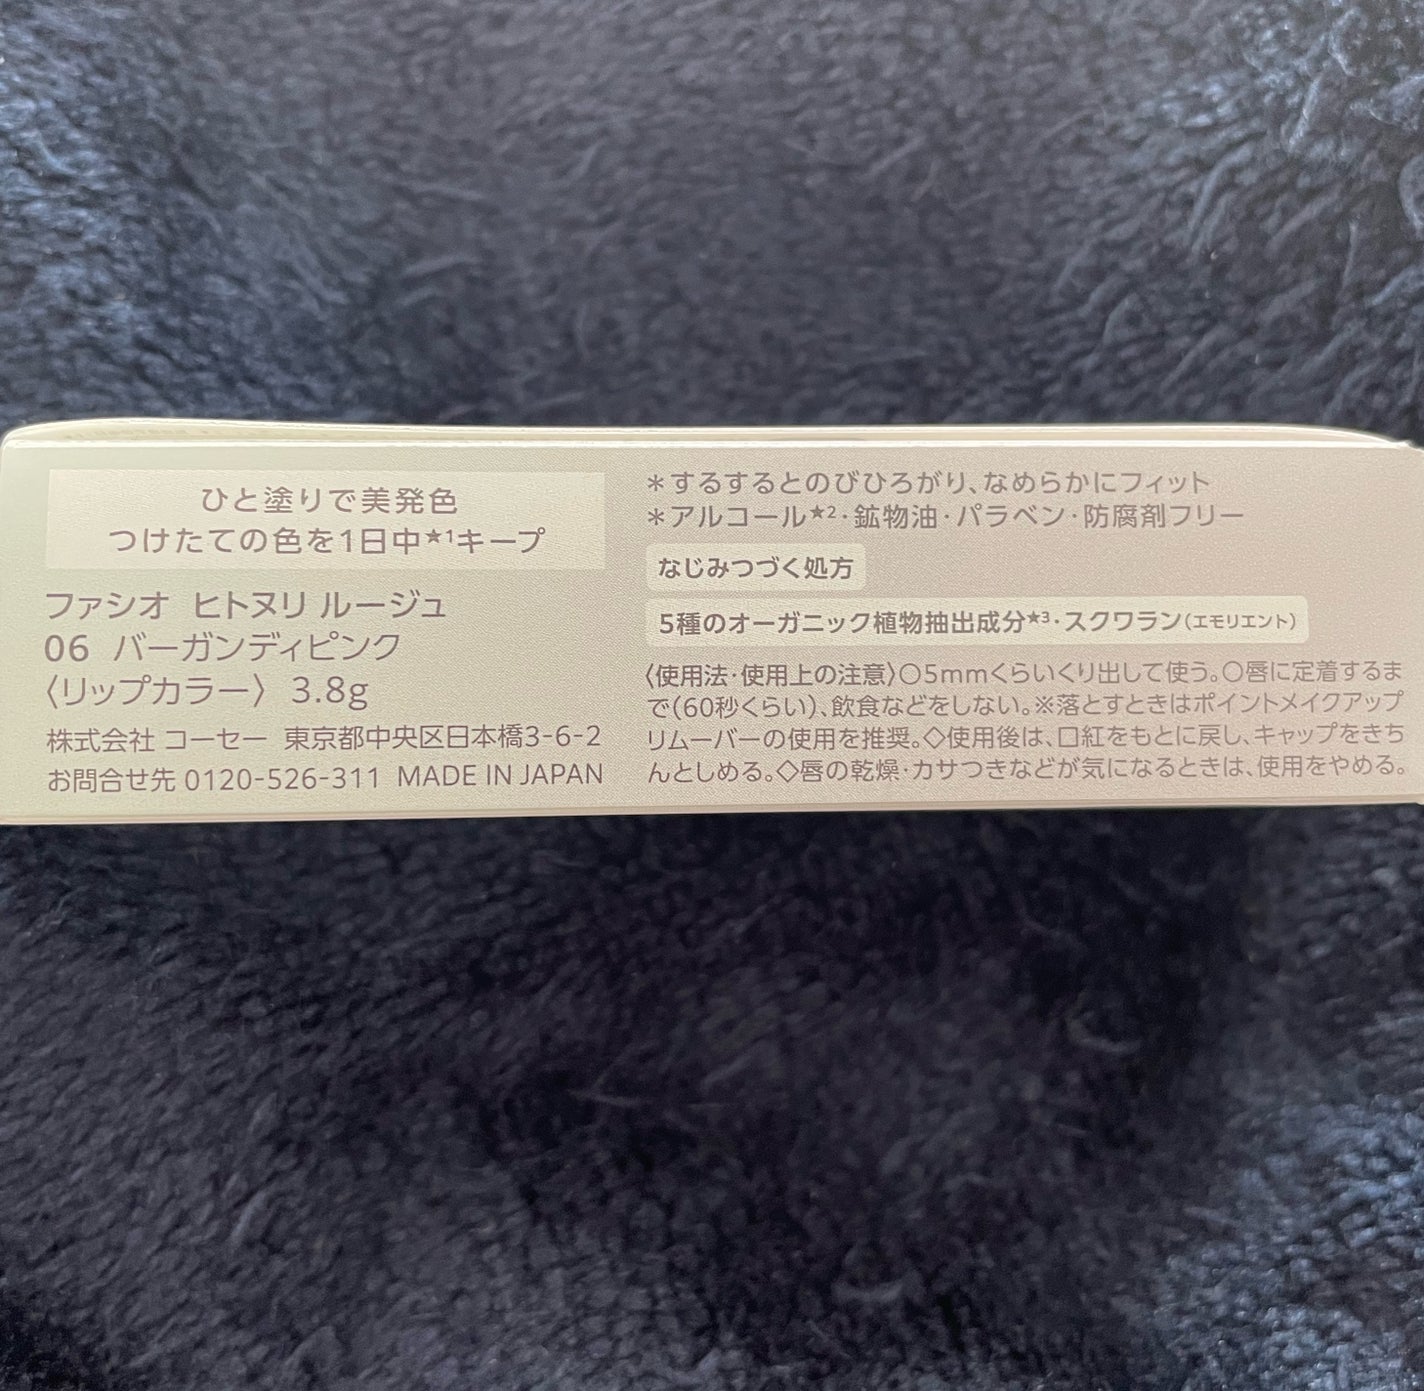 ひと塗りで美発色
つけたての色を1日中★1キープ
ファシオ ヒトヌリ ルージュ
06 バーガンディピンク
〈リップカラー〉 3.8g
株式会社 コーセー 東京都中央区日本橋3-6-2
お問合せ先 0120-526-311 MADE IN JAPAN
＊するするとのびひろがり、なめらかにフィット
＊アルコール★2・鉱物油・パラベン・防腐剤フリー
なじみつづく処方
5種のオーガニック植物抽出成分★3・スクワラン(エモリエント)
〈使用法・使用上の注意〉○5mmくらいくり出して使う。○唇に定着するま
で(60秒くらい)、飲食などをしない。※落とすときはポイントメイクアップ
リムーバーの使用を推奨。◇使用後は、口紅をもとに戻し、キャップをきち
んとしめる。◇唇の乾燥・カサつきなどが気になるときは、使用をやめる。